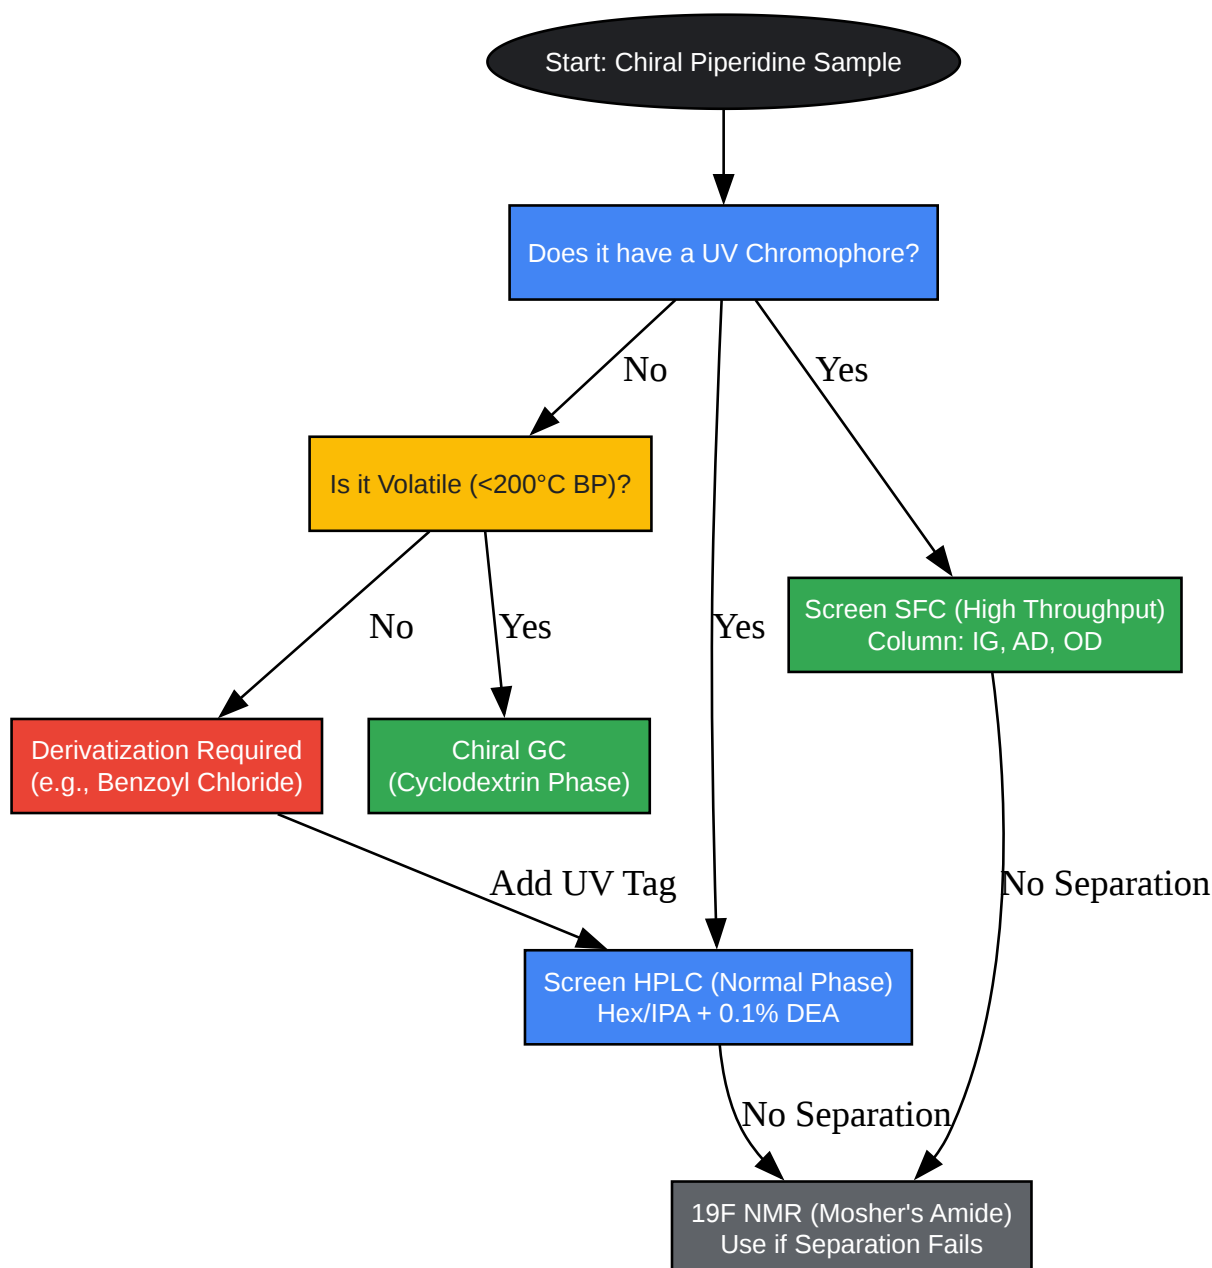 Start: Chiral Piperidine Sample
Does it have a UV Chromophore?
No
Yes
Is it Volatile (<200°C BP)?
Screen SFC (High Throughput)
Column: IG, AD, OD
No
Yes
Yes
Derivatization Required
(e.g., Benzoyl Chloride)
Chiral GC
(Cyclodextrin Phase)
Add UV Tag
No Separation
Screen HPLC (Normal Phase)
Hex/IPA + 0.1% DEA
No Separation
19F NMR (Mosher's Amide)
Use if Separation Fails